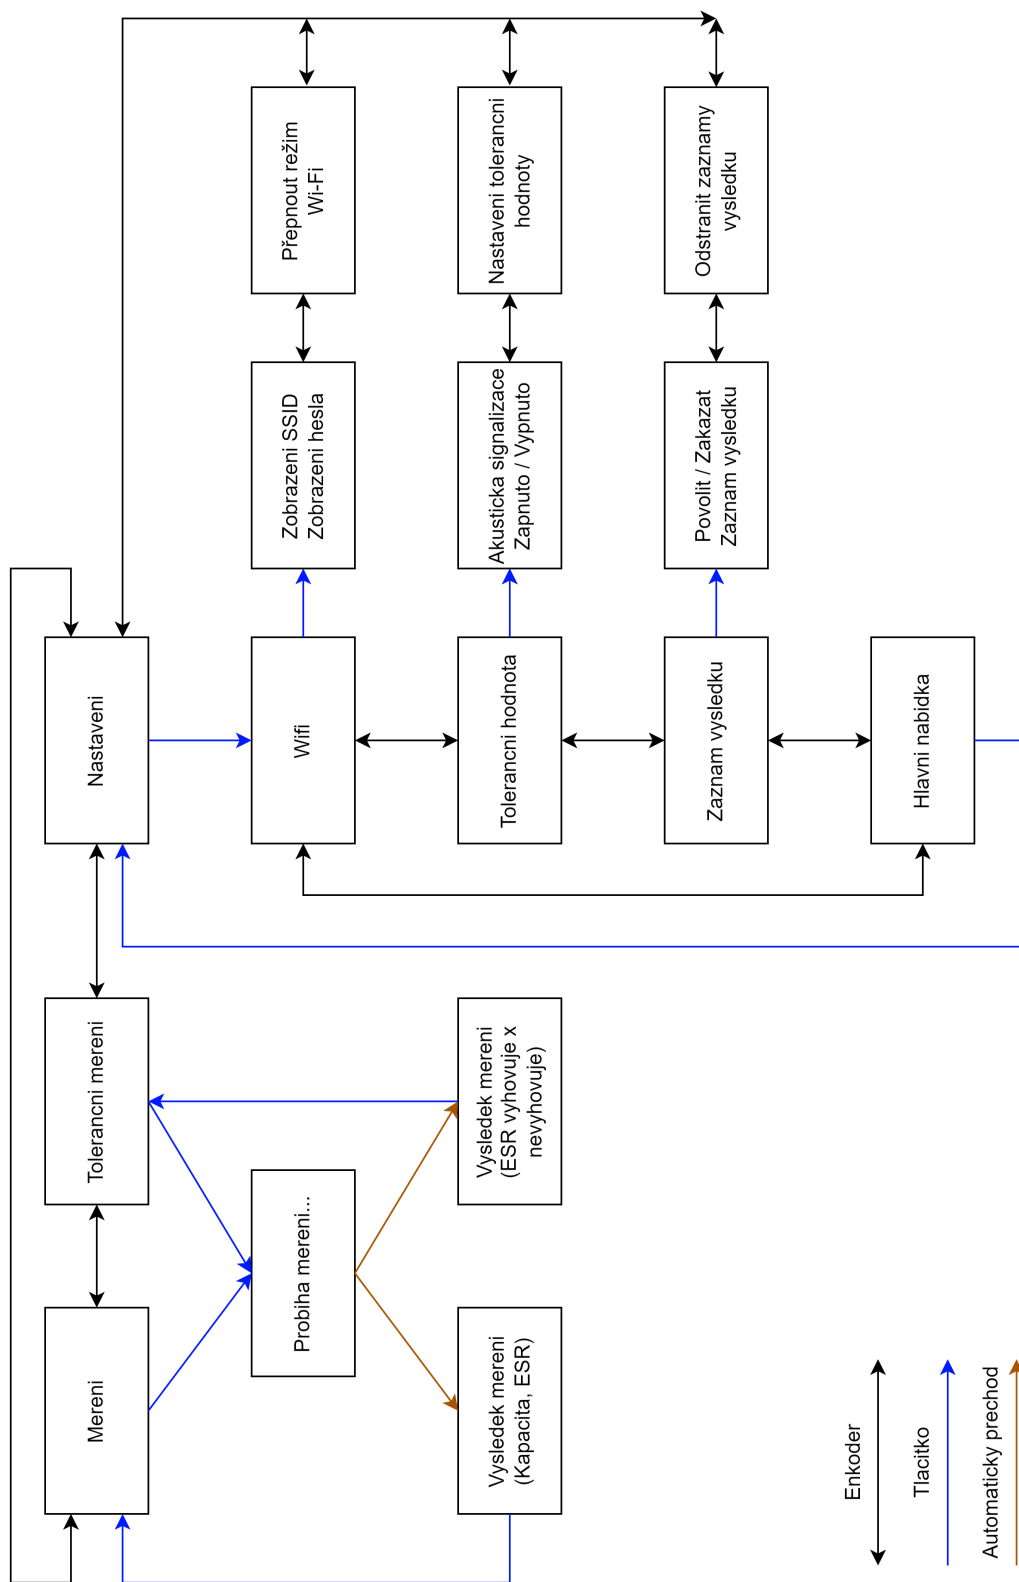 Mereni
Tolerancni mereni
Nastaveni
Probiha mereni...
Wifi
Zobrazeni SSID
Zobrazeni hesla
Přepnout režim
Wi-Fi
Vysledek mereni
(Kapacita, ESR)
Vysledek mereni
(ESR vyhovuje x
nevyhovuje)
Tolerancni hodnota
Akusticka signalizace
Zapnuto / Vypnuto
Nastaveni tolerancni
hodnoty
Zaznam vysledku
Povolit / Zakazat
Zaznam vysledku
Odstranit zaznamy
vysledku
Hlavni nabidka
Enkoder
Tlacitko
Automaticky prechod